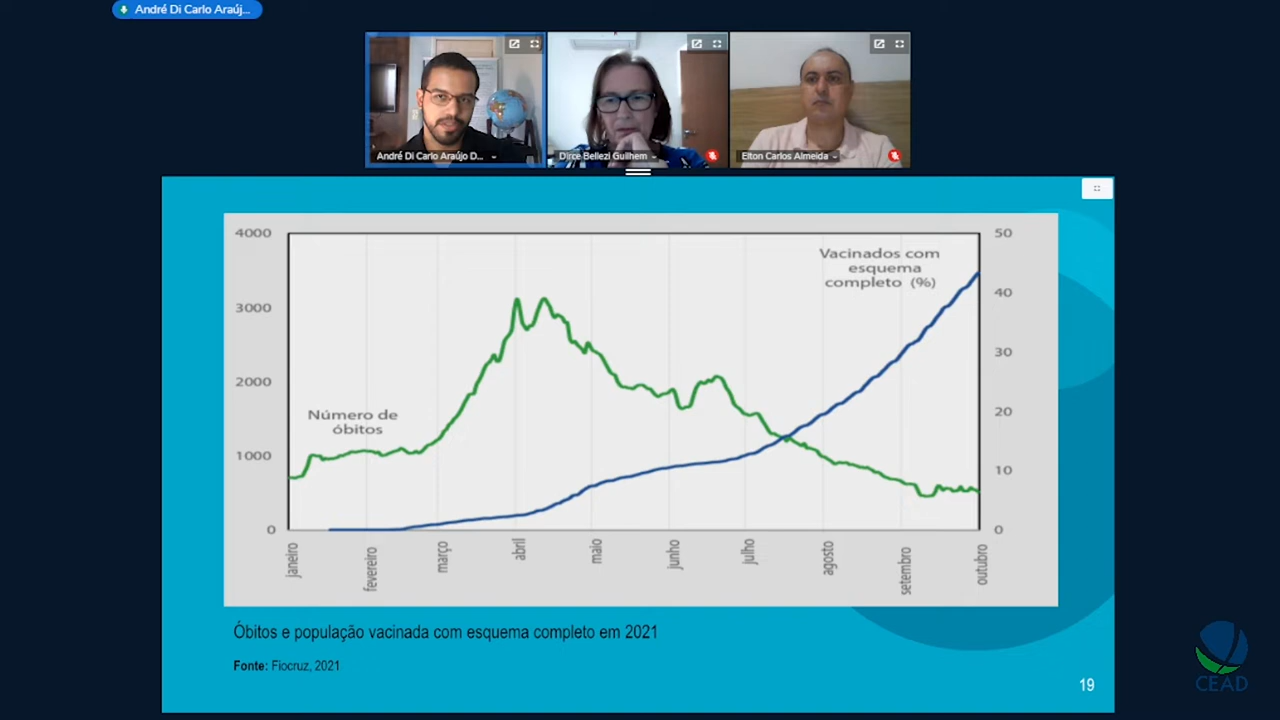 André Di Carlo Araúj...
André Di Carlo Araújo D...
Dirce Bellezi Guilhem
Elton Carlos Almeida
4000
3000
2000
1000
0
50
40
30
20
10
0
Vacinados com
esquema
completo (%)
Número de
óbitos
janeiro
fevereiro
março
abril
maio
junho
julho
agosto
setembro
outubro
Óbitos e população vacinada com esquema completo em 2021
Fonte: Fiocruz, 2021
19
CEAD